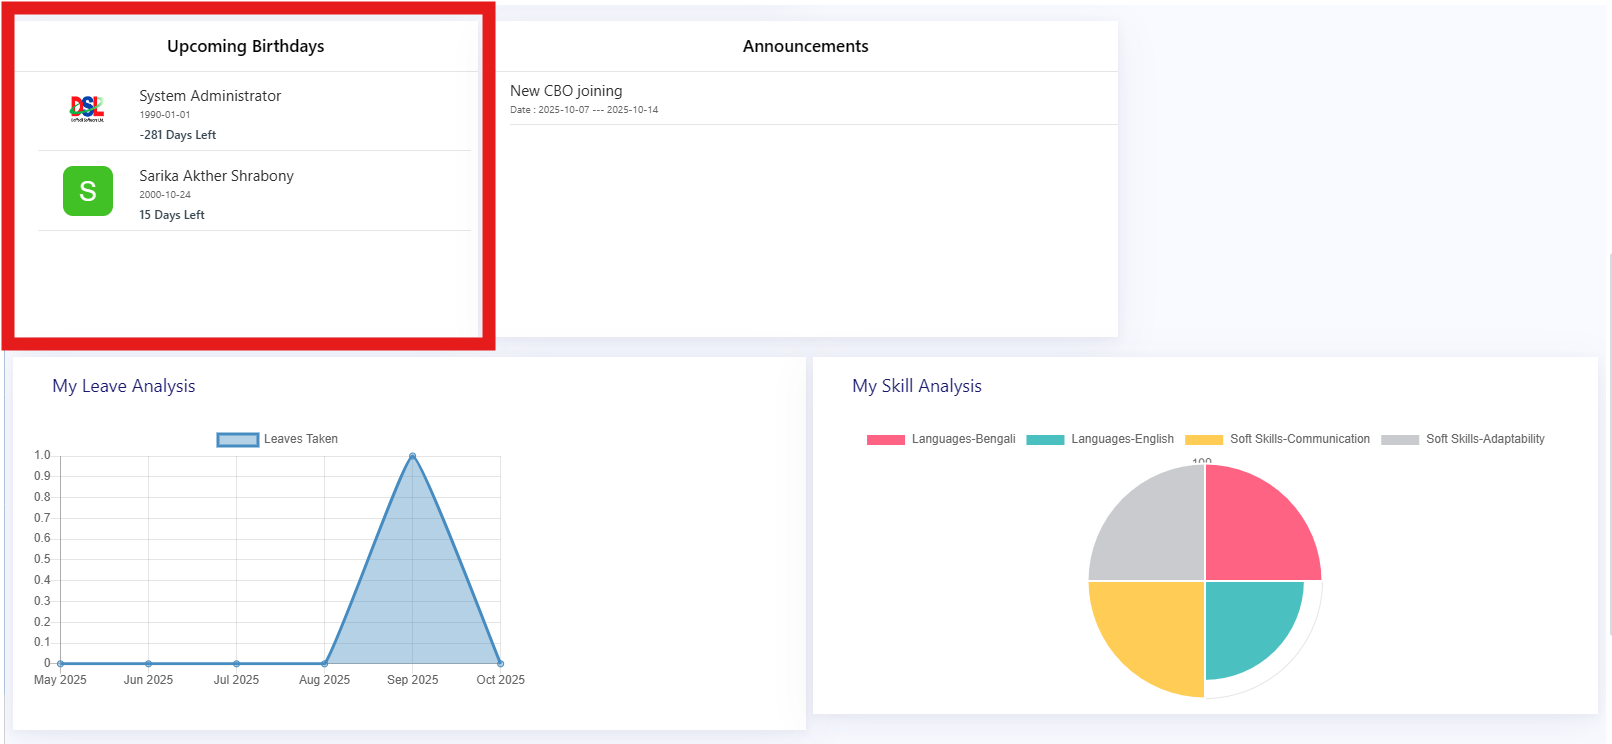 Upcoming Birthdays
DSL
System Administrator
1990-01-01
-281 Days Left
S
Sarika Akther Shrabony
2000-10-24
15 Days Left
Announcements
New CBO joining
Date : 2025-10-07 --- 2025-10-14
My Leave Analysis
Leaves Taken
1.0
0.9
0.8
0.7
0.6
0.5
0.4
0.3
0.2
0.1
0
May 2025 Jun 2025 Jul 2025 Aug 2025 Sep 2025 Oct 2025
My Skill Analysis
Languages-Bengali Languages-English Soft Skills-Communication Soft Skills-Adaptability
100